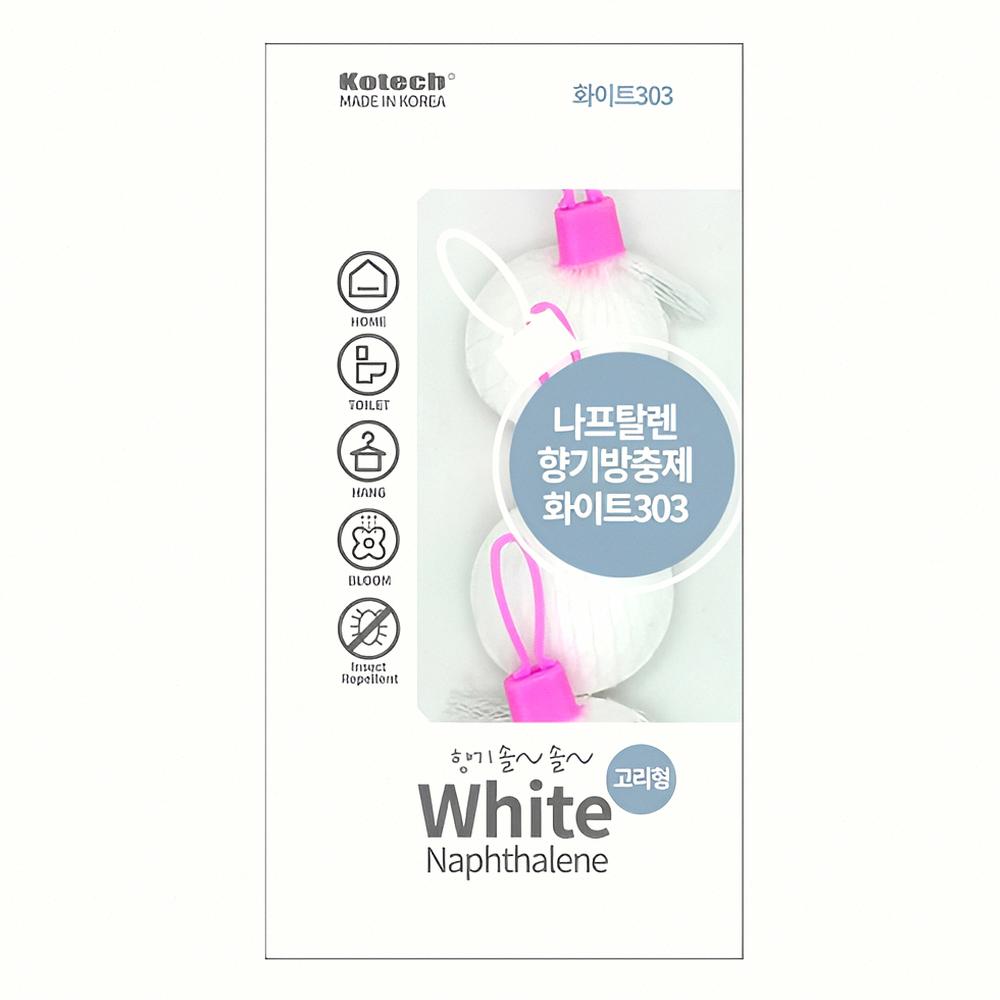 Kotech
MADE IN KOREA
화이트303
HOME
TOILET
HANG
BLOOM
Insect
Repellent
나프탈렌
향기방충제
화이트303
향기 솔~ 솔~
고리형
White
Naphthalene